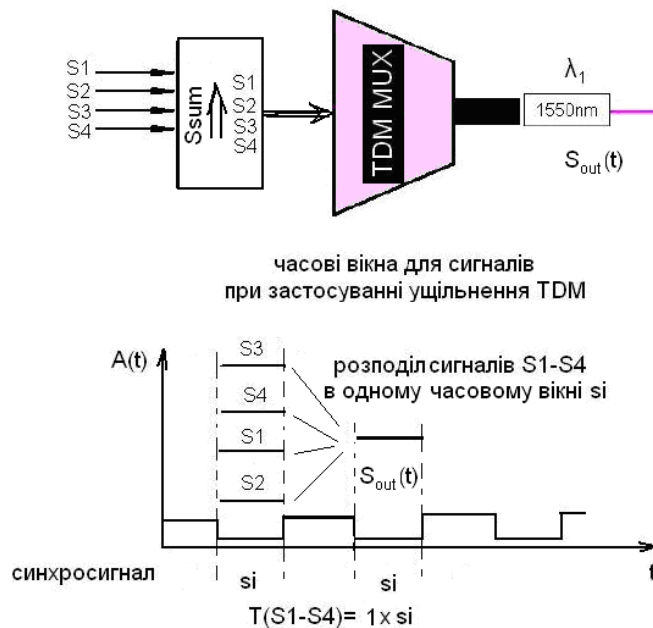 S1
S2
S3
S4
Ssum
S1
S2
S3
S4
TDM MUX
λ1
1550nm
Sout(t)
часові вікна для сигналів
при застосуванні ущільнення TDM
A(t)
S3
S4
S1
S2
розподіл сигналів S1-S4
в одному часовому вікні si
Sout(t)
синхросигнал
si
si
t
T(S1-S4)= 1x si